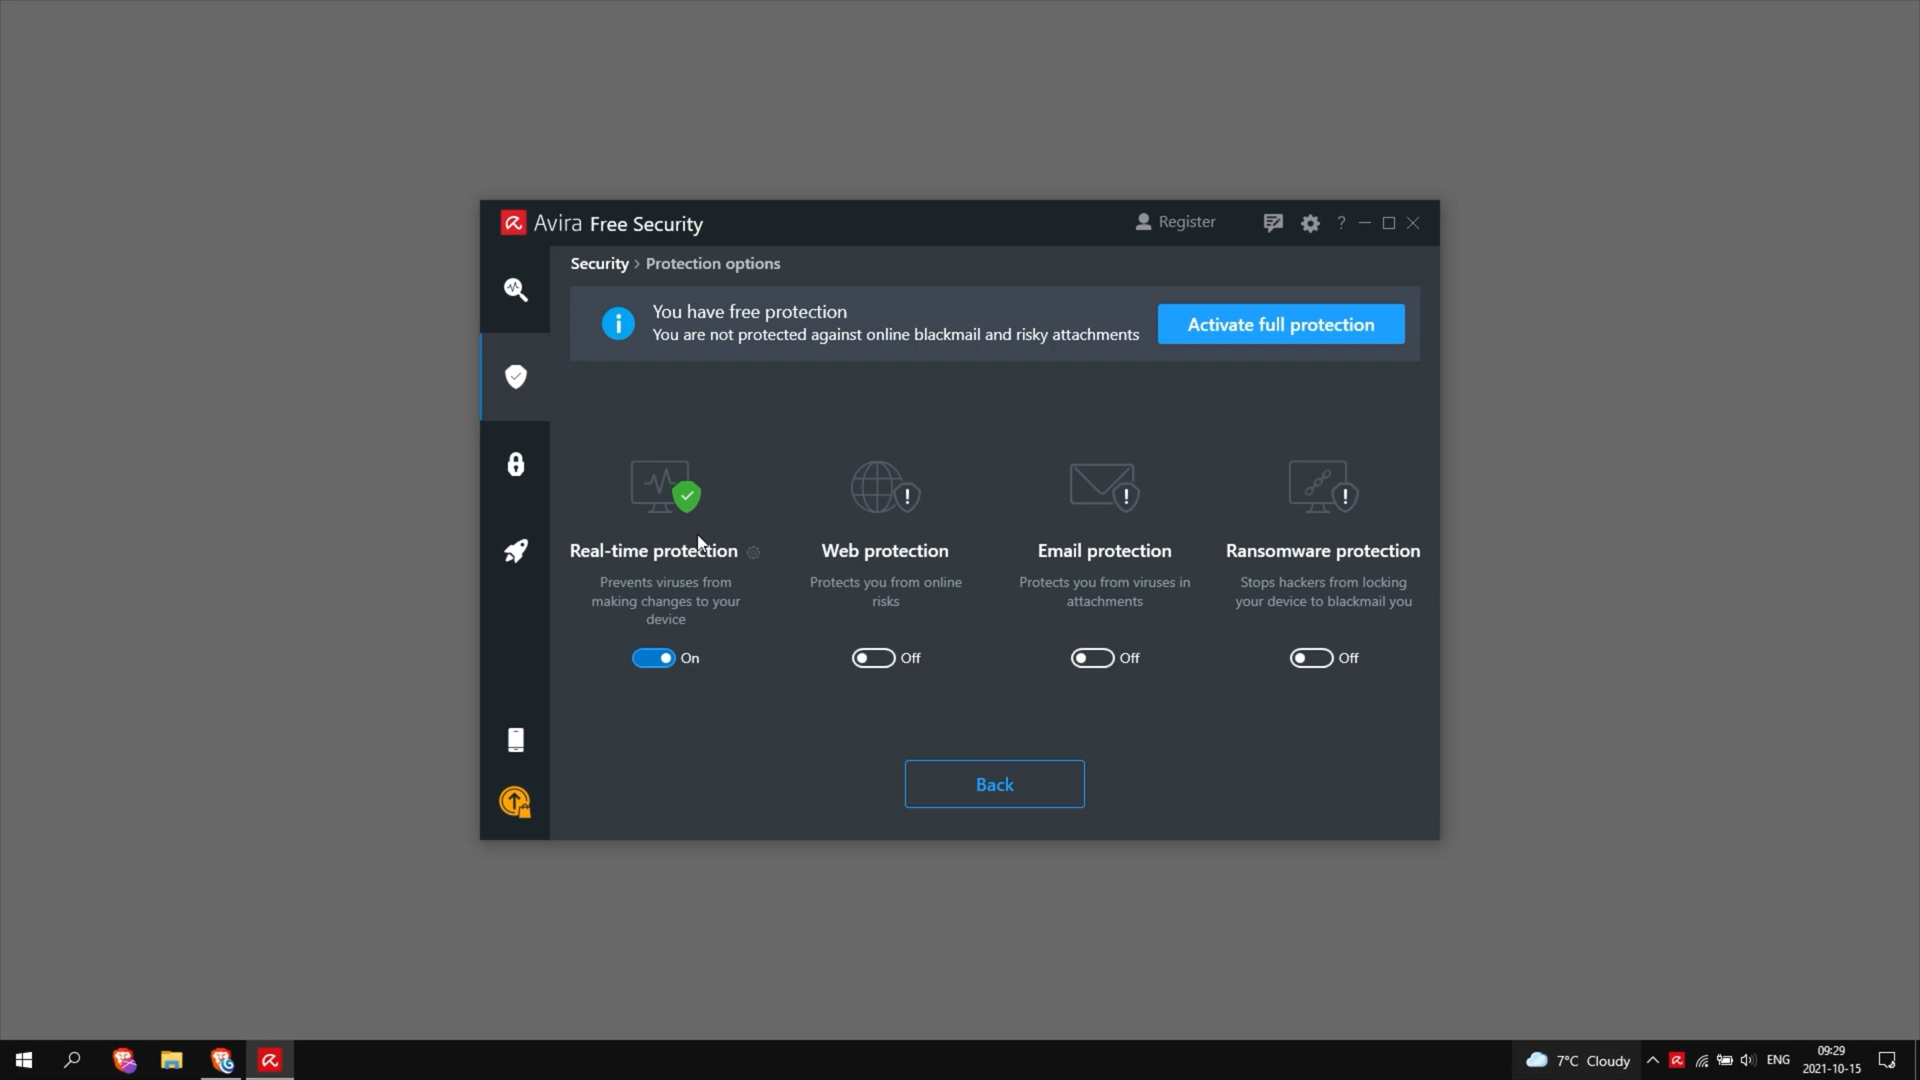 Avira Free Security
Register
?
Security › Protection options
You have free protection
You are not protected against online blackmail and risky attachments
Activate full protection
Real-time protection
Prevents viruses from
making changes to your
device
On
Web protection
Protects you from online
risks
Off
Email protection
Protects you from viruses in
attachments
Off
Ransomware protection
Stops hackers from locking
your device to blackmail you
Off
Back
7°C Cloudy
ENG
09:29
2021-10-15